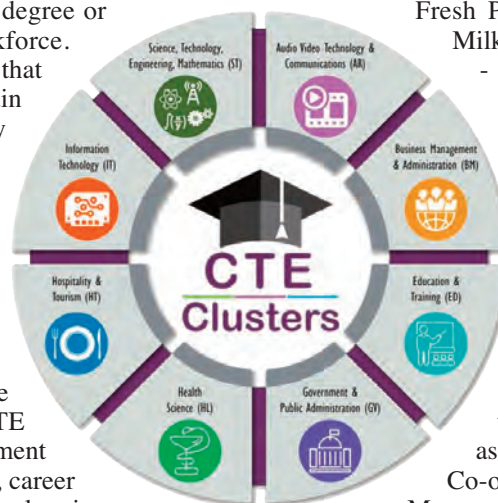 degree or
kforce.
that
in
y
e
TE
ment
, career
Fresh P
Milk
-
as
Co-o
Science, Technology,
Engineering, Mathematics (ST)
Audio Video Technology &
Communications (AR)
Information
Technology (IT)
Business Management
& Administration (BM)
CTE
Clusters
Hospitality &
Tourism (HT)
Education &
Training (ED)
Health
Science (HL)
Government &
Public Administration (GV)